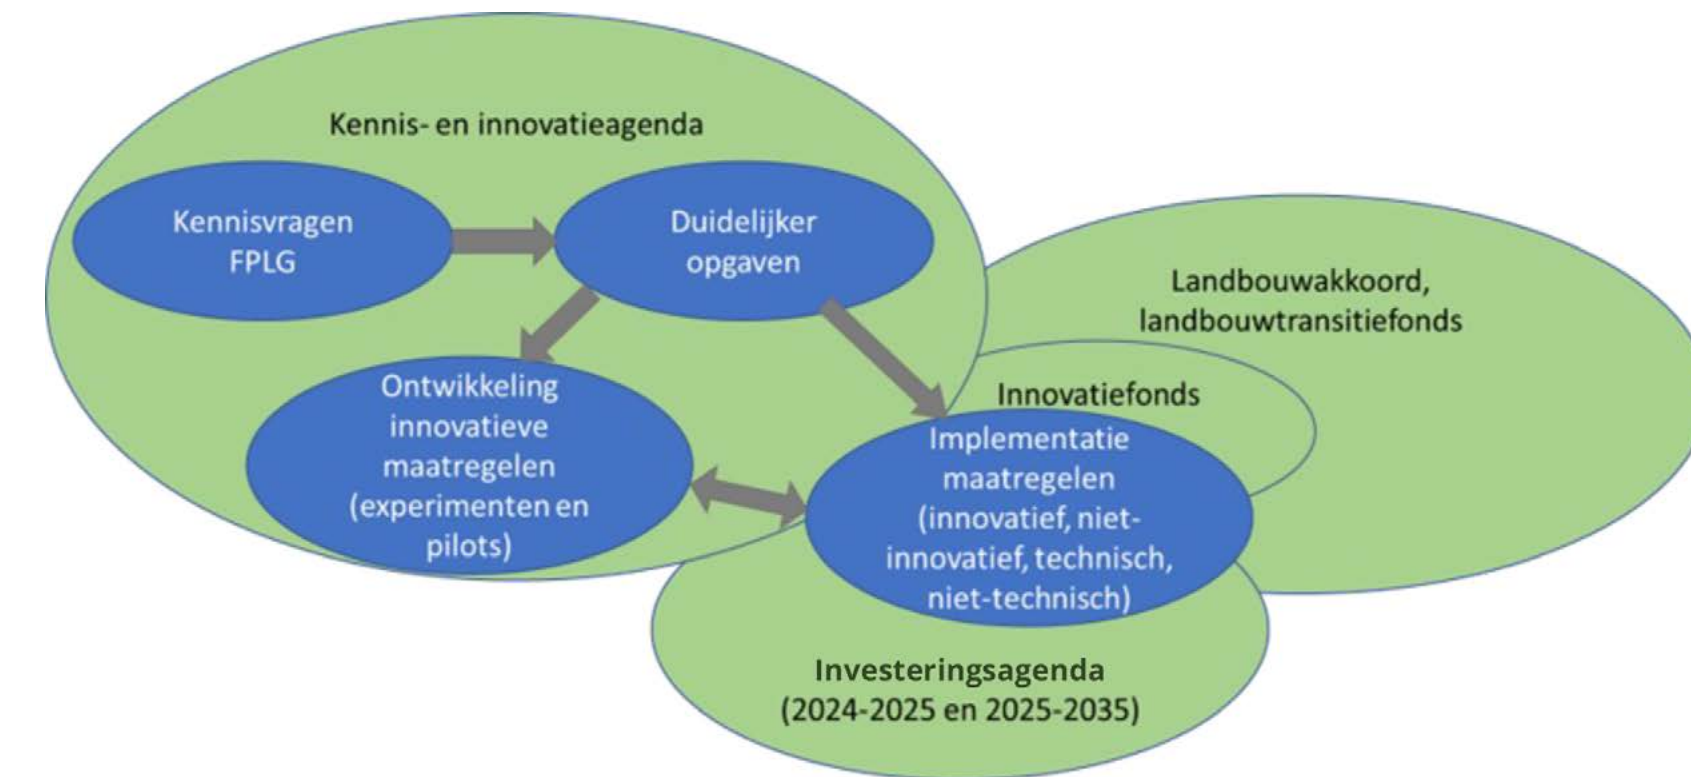 Kennis- en innovatieagenda
Kennisvragen
FPLG
Duidelijker
opgaven
Landbouwakkoord,
landbouwtransitiefonds
Innovatiefonds
Ontwikkeling
innovatieve
maatregelen
(experimenten en
pilots)
Implementatie
maatregelen
(innovatief, niet-
innovatief, technisch,
niet-technisch)
Investeringsagenda
(2024-2025 en 2025-2035)